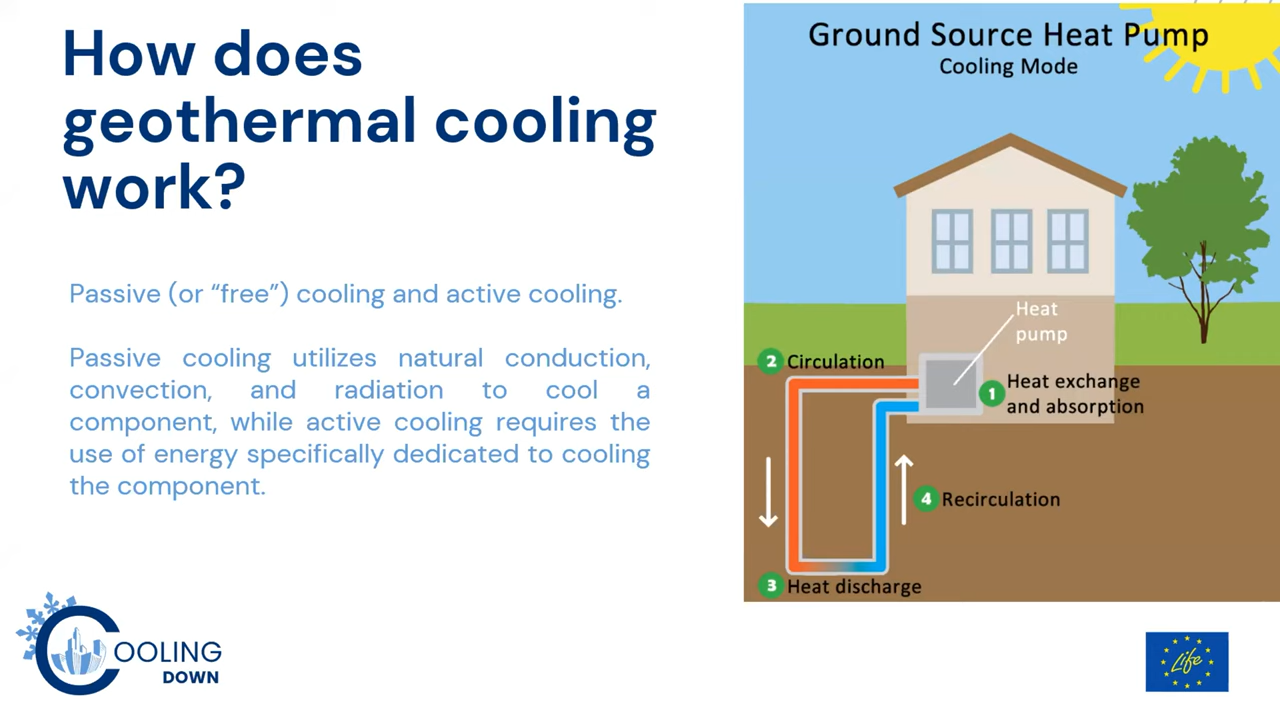 How does
geothermal cooling
work?
Passive (or “free”) cooling and active cooling.
Passive cooling utilizes natural conduction,
convection, and radiation to cool a
component, while active cooling requires the
use of energy specifically dedicated to cooling
the component.
COOLING
DOWN
Ground Source Heat Pump
Cooling Mode
Heat
pump
2 Circulation
1 Heat exchange
and absorption
4 Recirculation
3 Heat discharge
Life